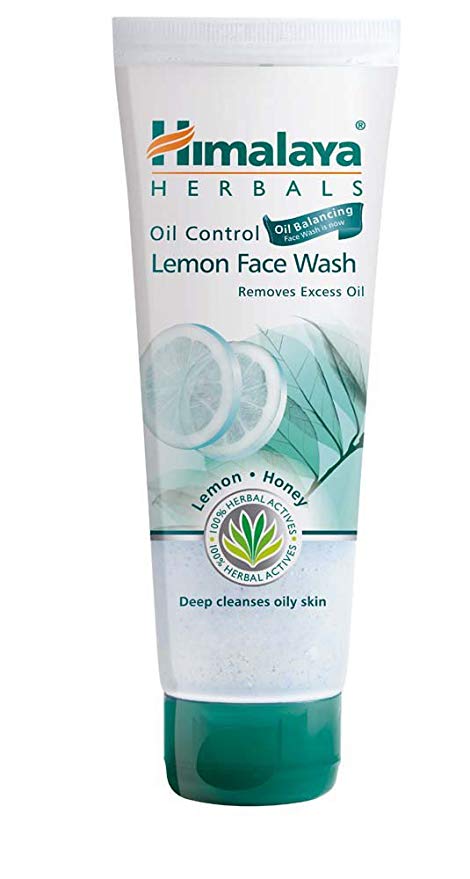 Himalaya®
HERBALS
Oil Control
Oil Balancing
Face Wash is now
Lemon Face Wash
Removes Excess Oil
Lemon • Honey
100% HERBAL ACTIVES •
100% HERBAL ACTIVES •
Deep cleanses oily skin